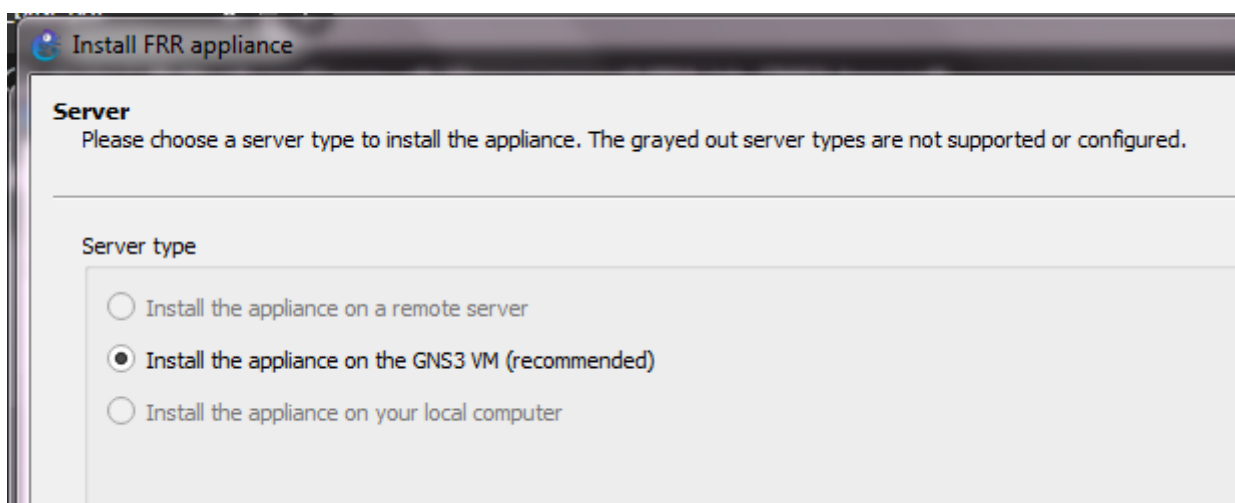 Install FRR appliance
Server
Please choose a server type to install the appliance. The grayed out server types are not supported or configured.
Server type
Install the appliance on a remote server
Install the appliance on the GNS3 VM (recommended)
Install the appliance on your local computer